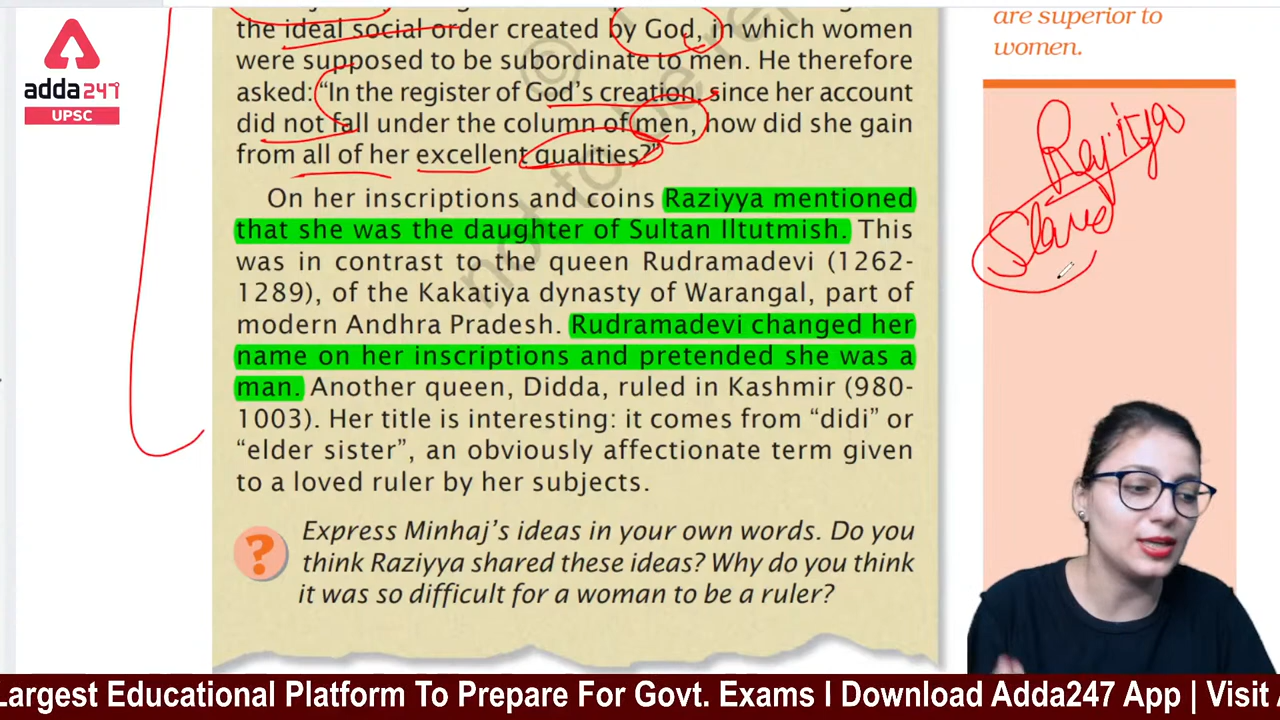 are superior to
women.
adda247
UPSC
the ideal social order created by God, in which women
were supposed to be subordinate to men. He therefore
asked: “In the register of God’s creation, since her account
did not fall under the column of men, how did she gain
from all of her excellent qualities?”
On her inscriptions and coins Raziyya mentioned
that she was the daughter of Sultan Iltutmish. This
was in contrast to the queen Rudramadevi (1262-
1289), of the Kakatiya dynasty of Warangal, part of
modern Andhra Pradesh. Rudramadevi changed her
name on her inscriptions and pretended she was a
man. Another queen, Didda, ruled in Kashmir (980-
1003). Her title is interesting: it comes from “didi” or
“elder sister”, an obviously affectionate term given
to a loved ruler by her subjects.
?
Express Minhaj’s ideas in your own words. Do you
think Raziyya shared these ideas? Why do you think
it was so difficult for a woman to be a ruler?
Largest Educational Platform To Prepare For Govt. Exams I Download Adda247 App | Visit